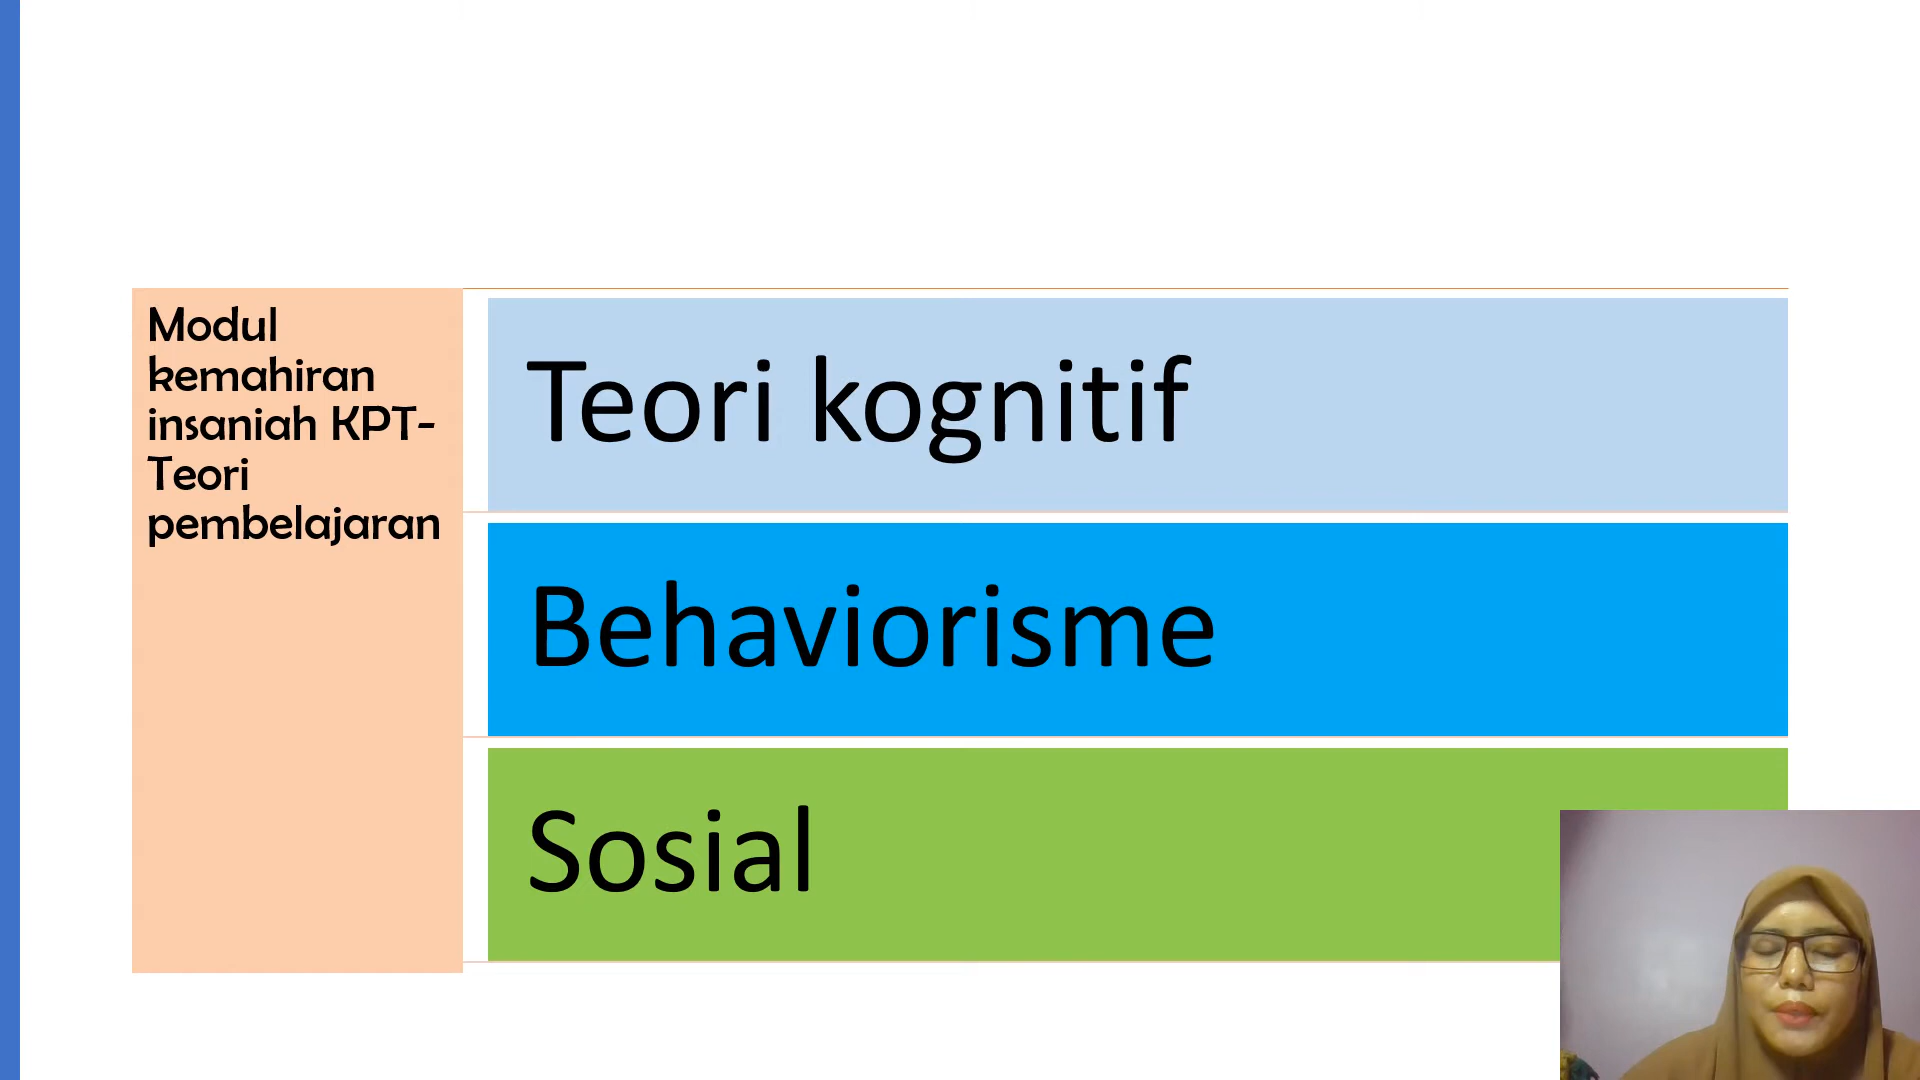 Modul
kemahiran
insaniah KPT-
Teori
pembelajaran
Teori kognitif
Behaviorisme
Sosial